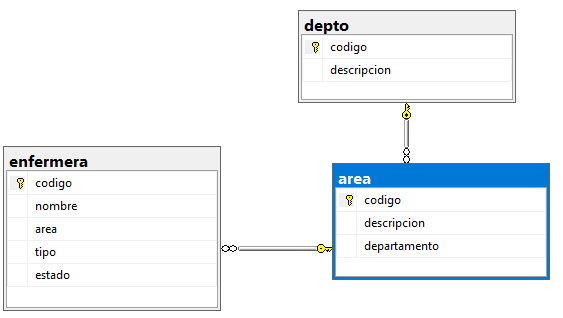 depto
codigo
descripcion
enfermera
codigo
nombre
area
tipo
estado
area
codigo
descripcion
departamento